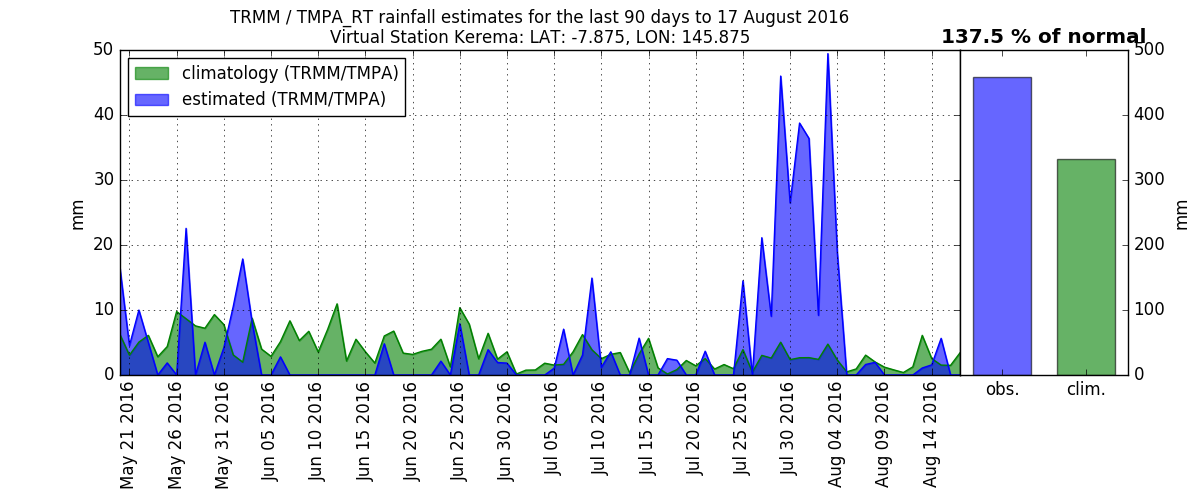 TRMM / TMPA_RT rainfall estimates for the last 90 days to 17 August 2016
Virtual Station Kerema: LAT: -7.875, LON: 145.875
137.5 % of normal
climatology (TRMM/TMPA)
estimated (TRMM/TMPA)
50
40
30
20
10
0
mm
May 21 2016
May 26 2016
May 31 2016
Jun 05 2016
Jun 10 2016
Jun 15 2016
Jun 20 2016
Jun 25 2016
Jun 30 2016
Jul 05 2016
Jul 10 2016
Jul 15 2016
Jul 20 2016
Jul 25 2016
Jul 30 2016
Aug 04 2016
Aug 09 2016
Aug 14 2016
obs.
clim.
500
400
300
200
100
0
mm